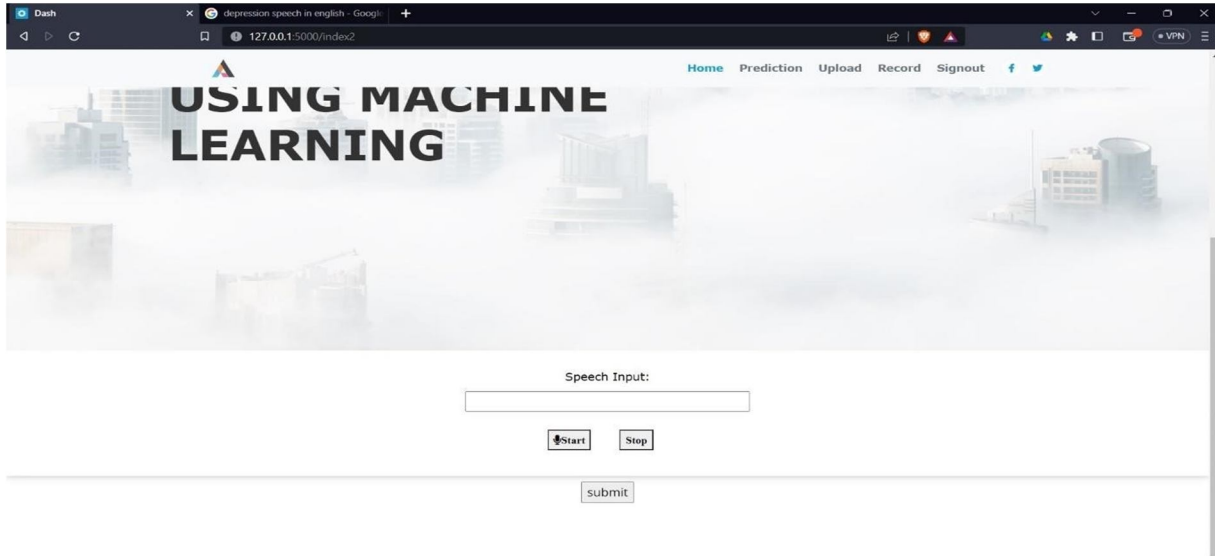 Dash
depression speech in english - Google
127.0.0.1:5000/index2
VPN
Home Prediction Upload Record Signout
USING MACHINE
LEARNING
Speech Input:
Start Stop
submit